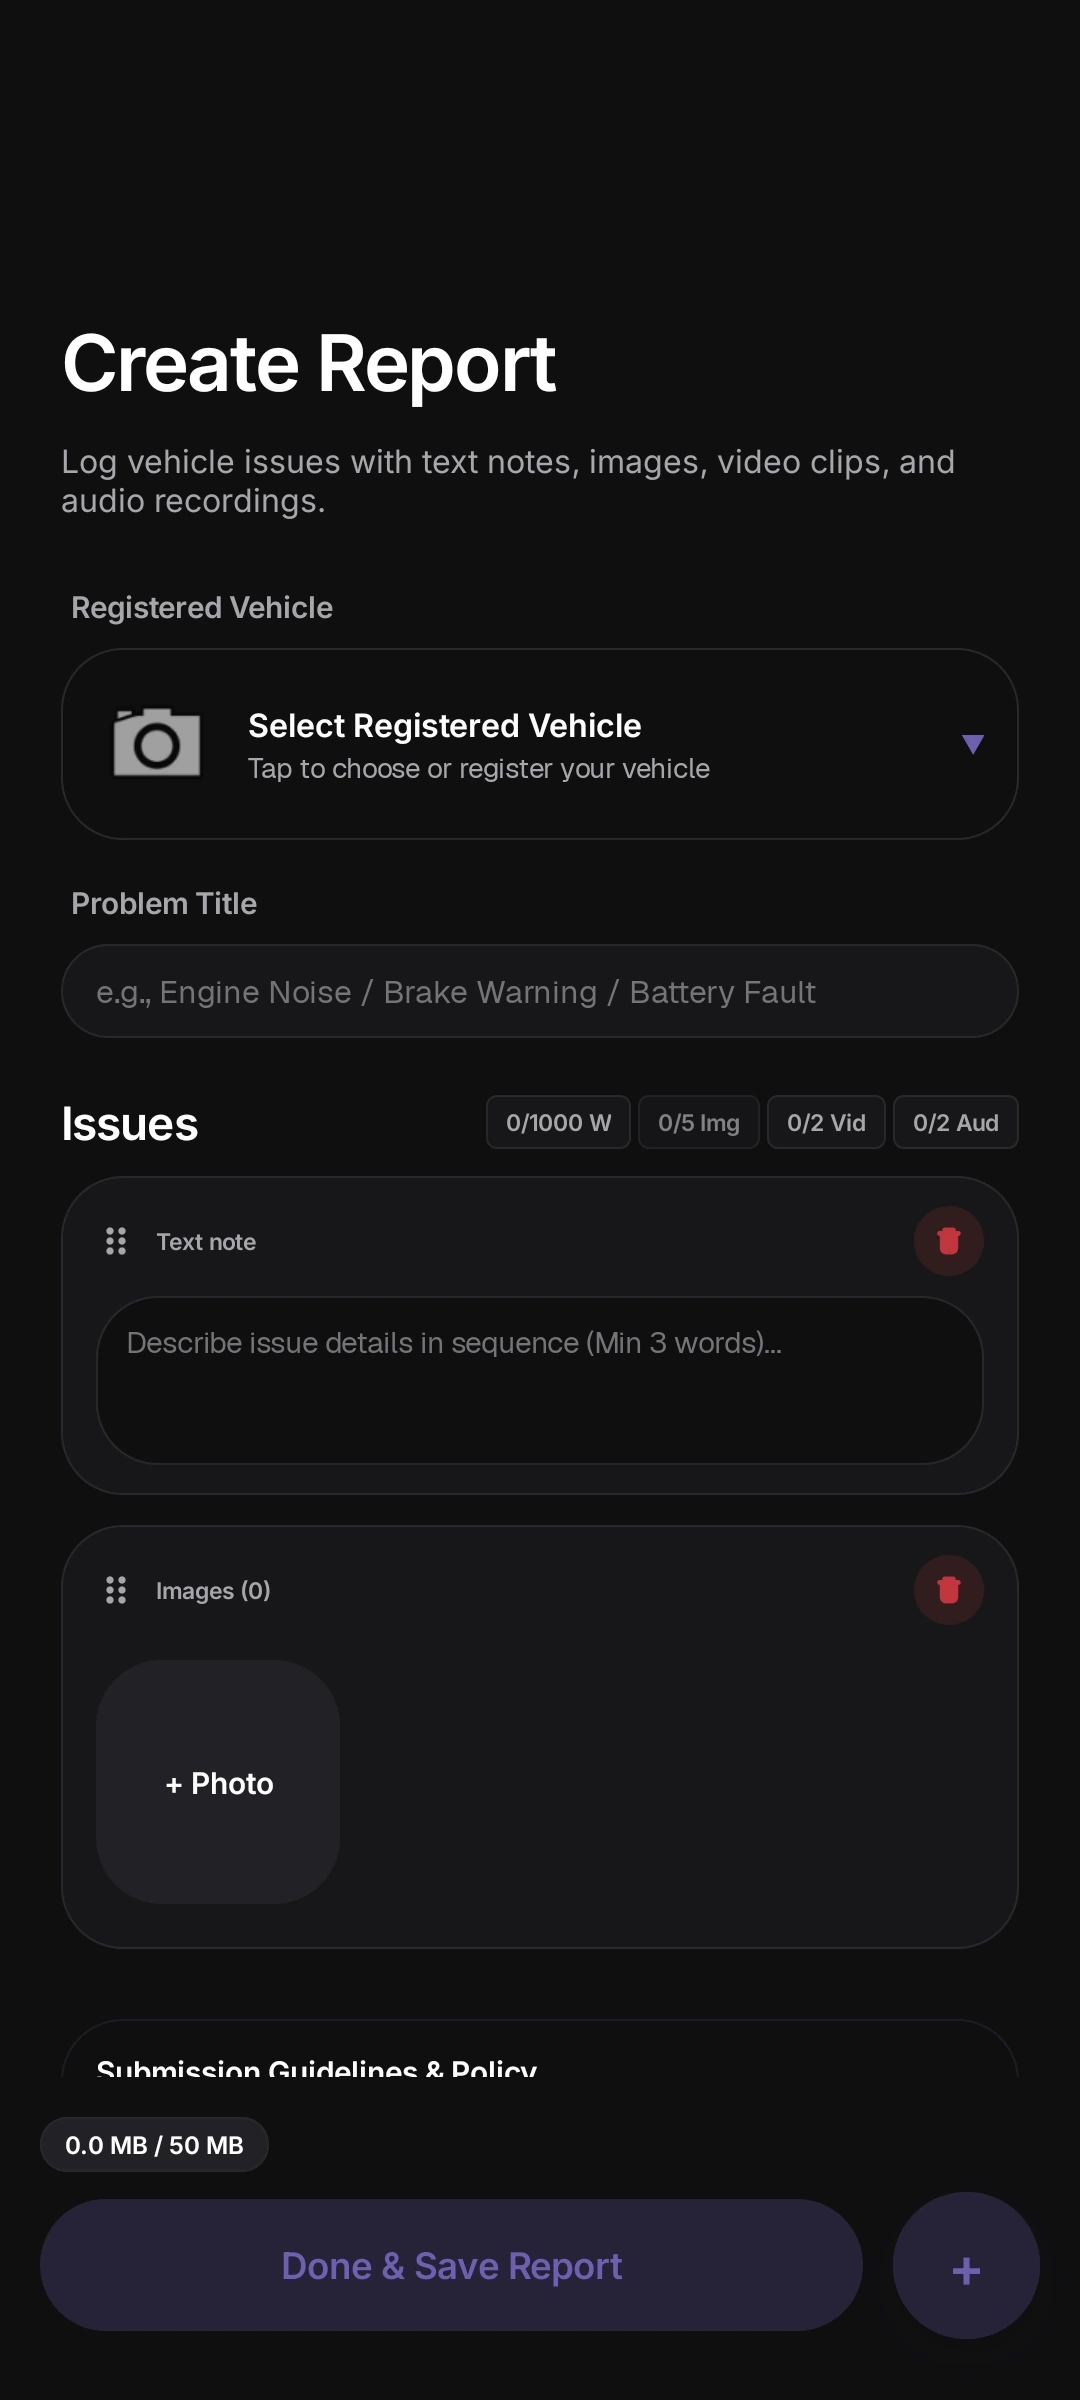 Create Report
Log vehicle issues with text notes, images, video clips, and
audio recordings.
Registered Vehicle
Select Registered Vehicle
Tap to choose or register your vehicle
Problem Title
e.g., Engine Noise / Brake Warning / Battery Fault
Issues
0/1000 W
0/5 Img
0/2 Vid
0/2 Aud
Text note
Describe issue details in sequence (Min 3 words)...
Images (0)
+ Photo
Submission Guidelines & Policy
0.0 MB / 50 MB
Done & Save Report
+